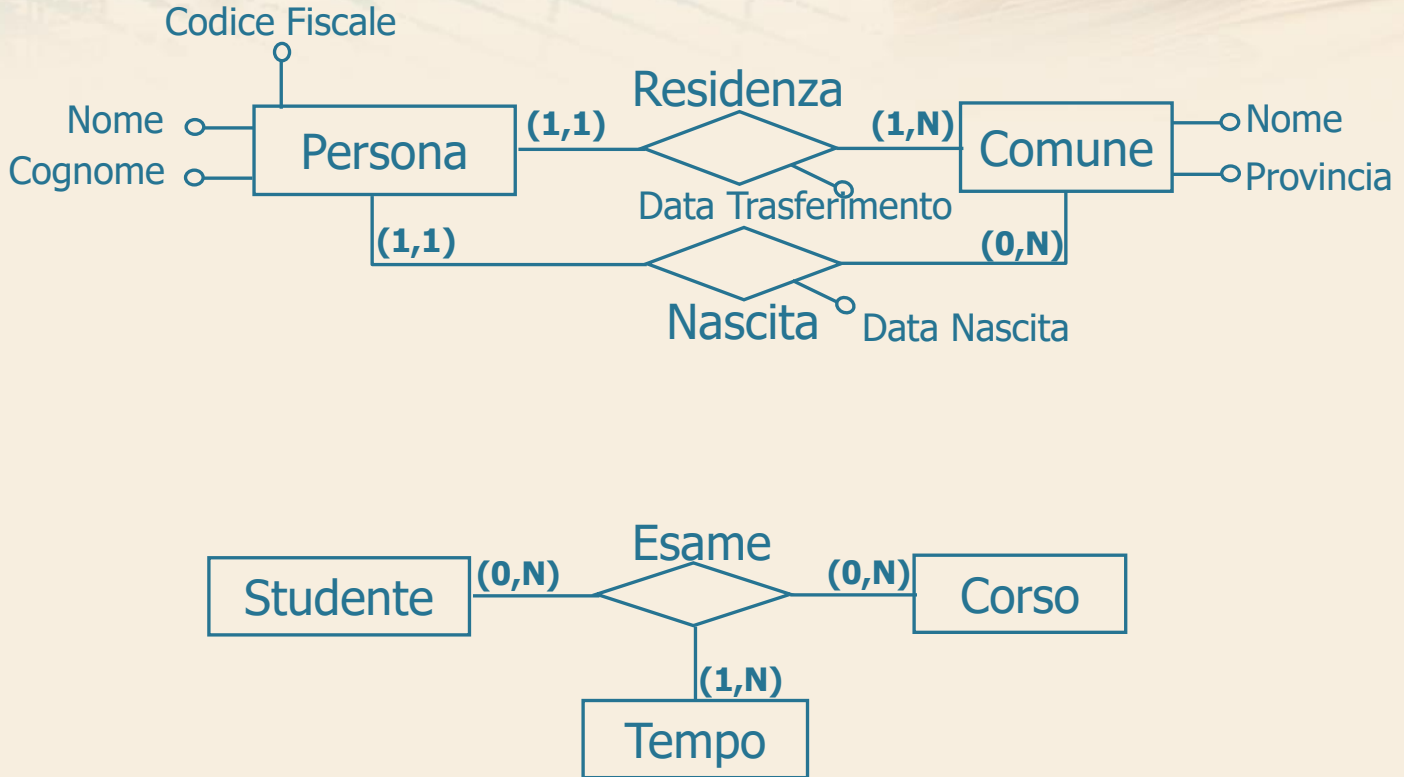 Codice Fiscale
Nome
Cognome
Persona
(1,1)
Residenza
(1,N)
Comune
Nome
Provincia
Data Trasferimento
(1,1)
(0,N)
Nascita
Data Nascita
Esame
Studente
(0,N)
(0,N)
Corso
(1,N)
Tempo